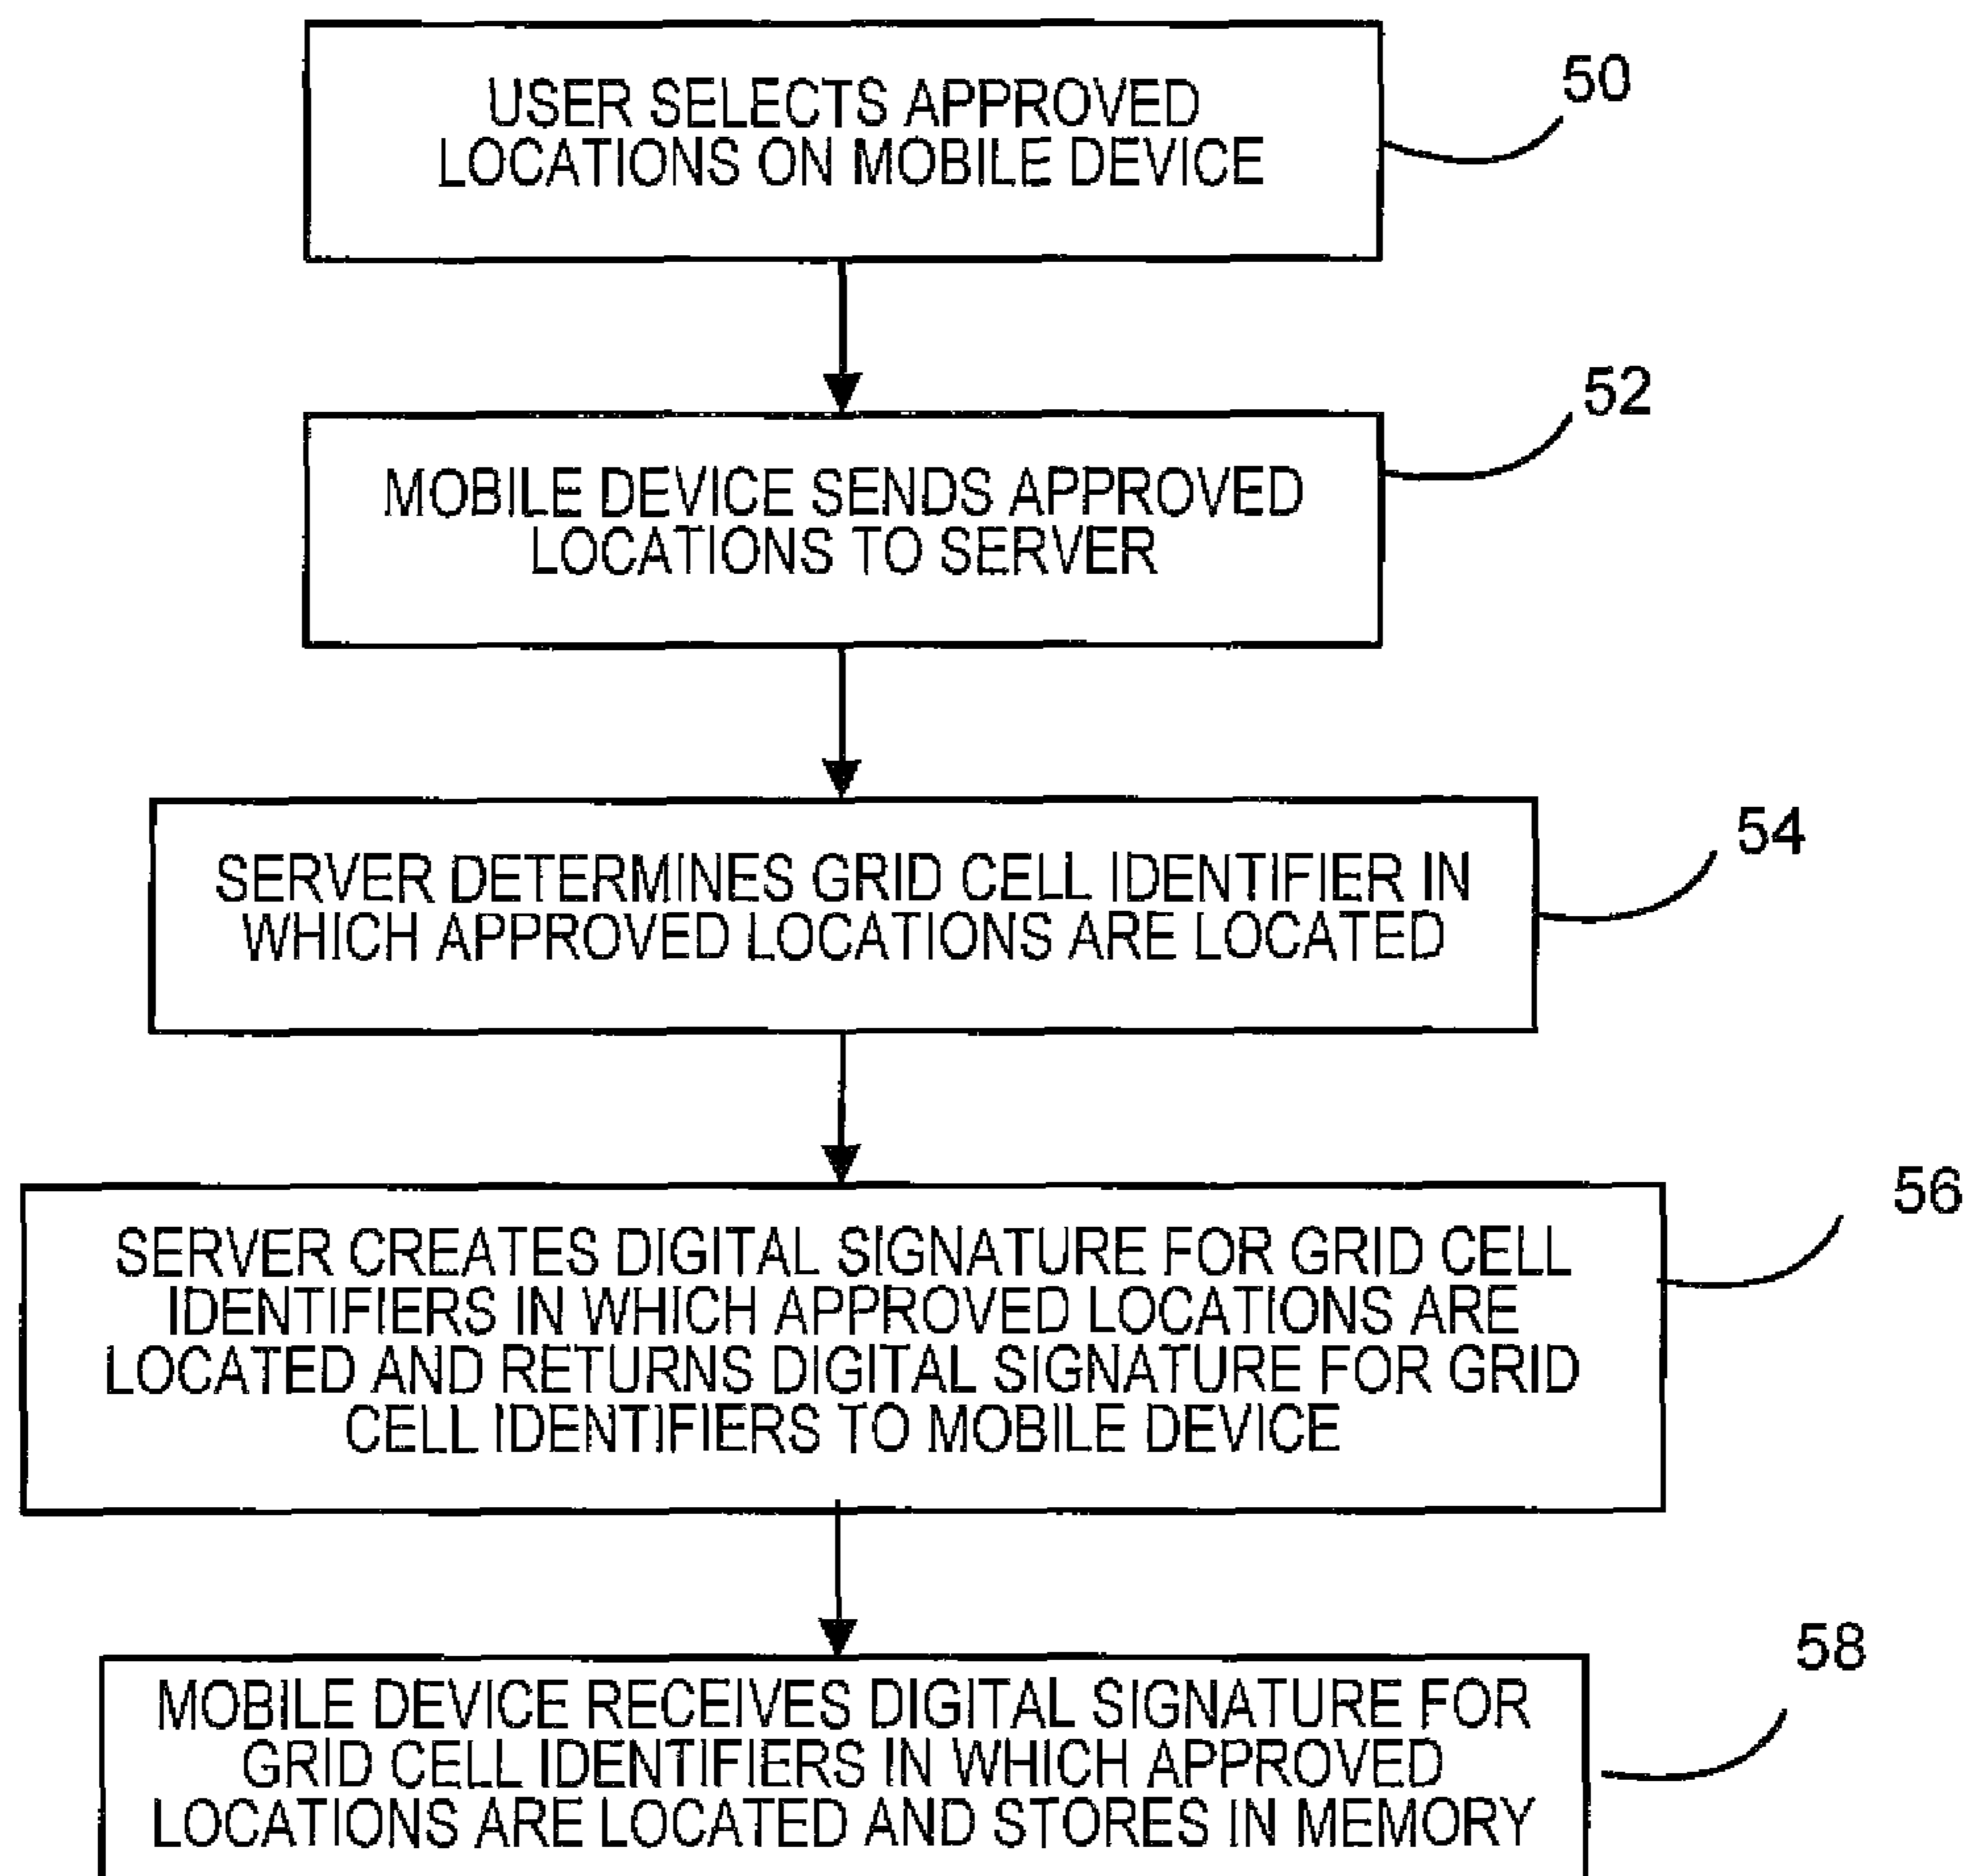 USER SELECTS APPROVED
LOCATIONS ON MOBILE DEVICE
50
MOBILE DEVICE SENDS APPROVED
LOCATIONS TO SERVER
52
SERVER DETERMINES GRID CELL IDENTIFIER IN
WHICH APPROVED LOCATIONS ARE LOCATED
54
SERVER CREATES DIGITAL SIGNATURE FOR GRID CELL
IDENTIFIERS IN WHICH APPROVED LOCATIONS ARE
LOCATED AND RETURNS DIGITAL SIGNATURE FOR GRID
CELL IDENTIFIERS TO MOBILE DEVICE
56
MOBILE DEVICE RECEIVES DIGITAL SIGNATURE FOR
GRID CELL IDENTIFIERS IN WHICH APPROVED
LOCATIONS ARE LOCATED AND STORES IN MEMORY
58